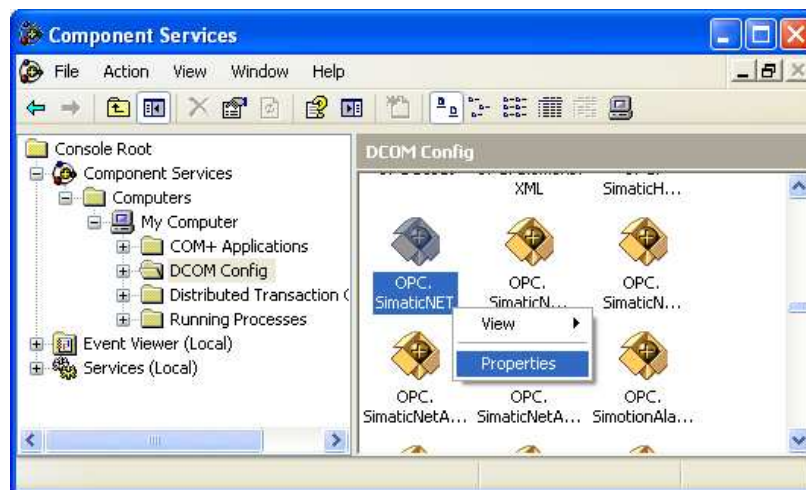 Component Services
File Action View Window Help
Console Root
Component Services
Computers
My Computer
COM+ Applications
DCOM Config
Distributed Transaction
Running Processes
Event Viewer (Local)
Services (Local)
DCOM Config
XML SimaticH...
OPC. OPC. OPC.
SimaticNET SimaticN... SimaticN...
View
Properties
OPC. OPC. OPC.
SimaticNetA... SimaticNetA... SimotionAla...